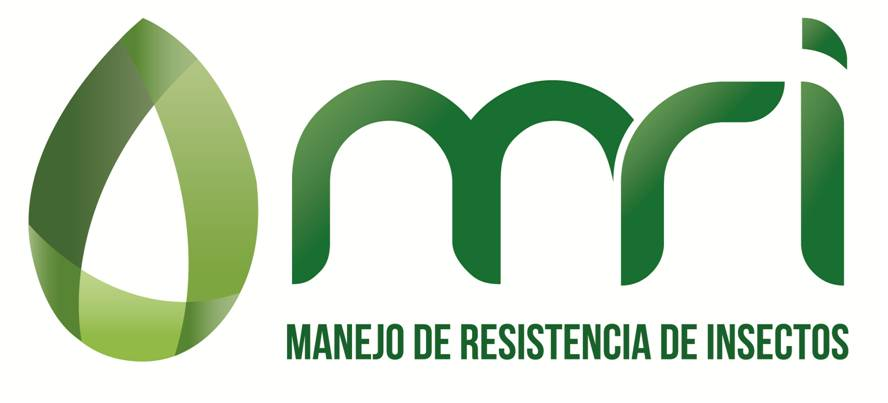 mri
MANEJO DE RESISTENCIA DE INSECTOS